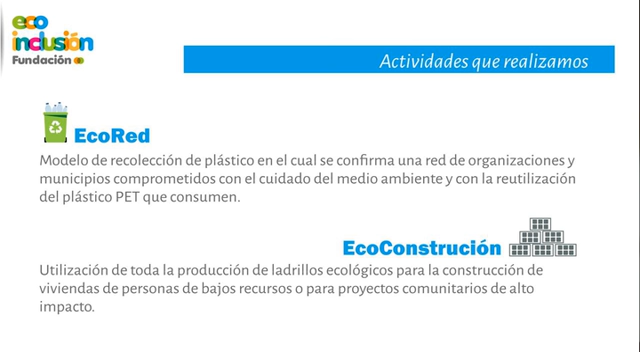 eco
inclusión
Fundación
Actividades que realizamos
EcoRed
Modelo de recolección de plástico en el cual se confirma una red de organizaciones y
municipios comprometidos con el cuidado del medio ambiente y con la reutilización
del plástico PET que consumen.
EcoConstrución
Utilización de toda la producción de ladrillos ecológicos para la construcción de
viviendas de personas de bajos recursos o para proyectos comunitarios de alto
impacto.